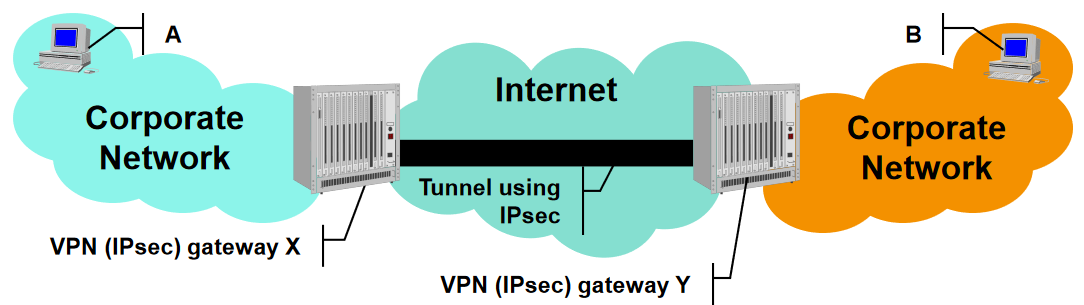 A
B
Internet
Corporate
Network
Corporate
Network
Tunnel using
IPsec
VPN (IPsec) gateway X
VPN (IPsec) gateway Y